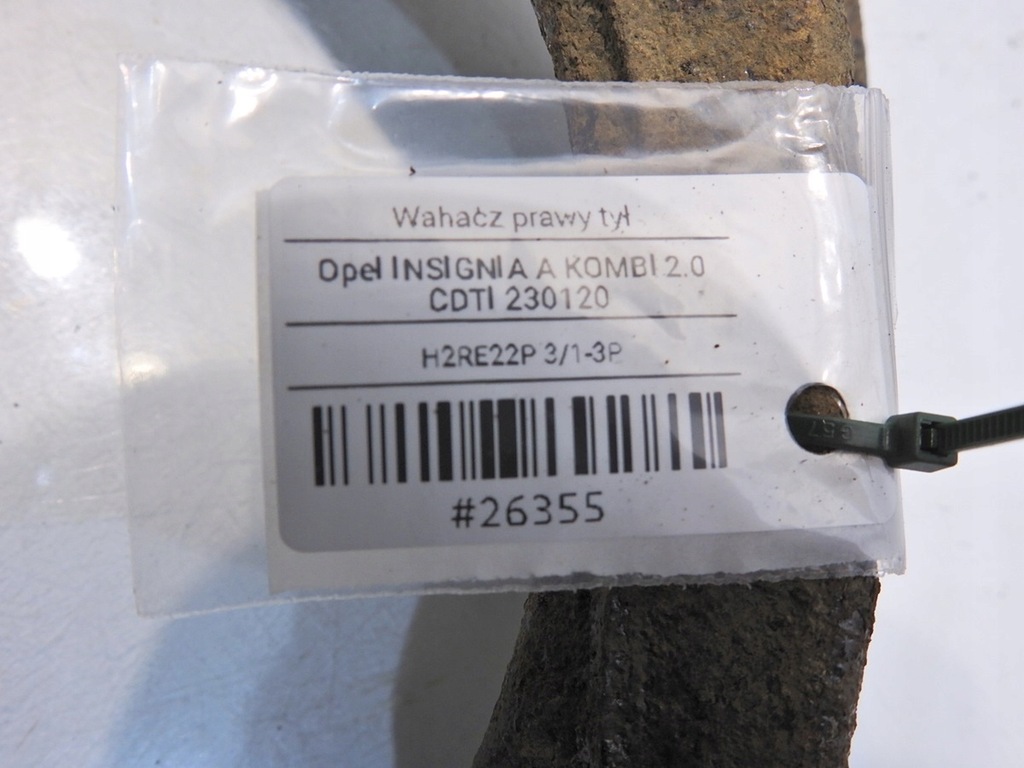 Wahacz prawy tył
Opel INSIGNIA A KOMBI 2.0
CDTI 230120
H2RE22P 3/1-3P
#26355